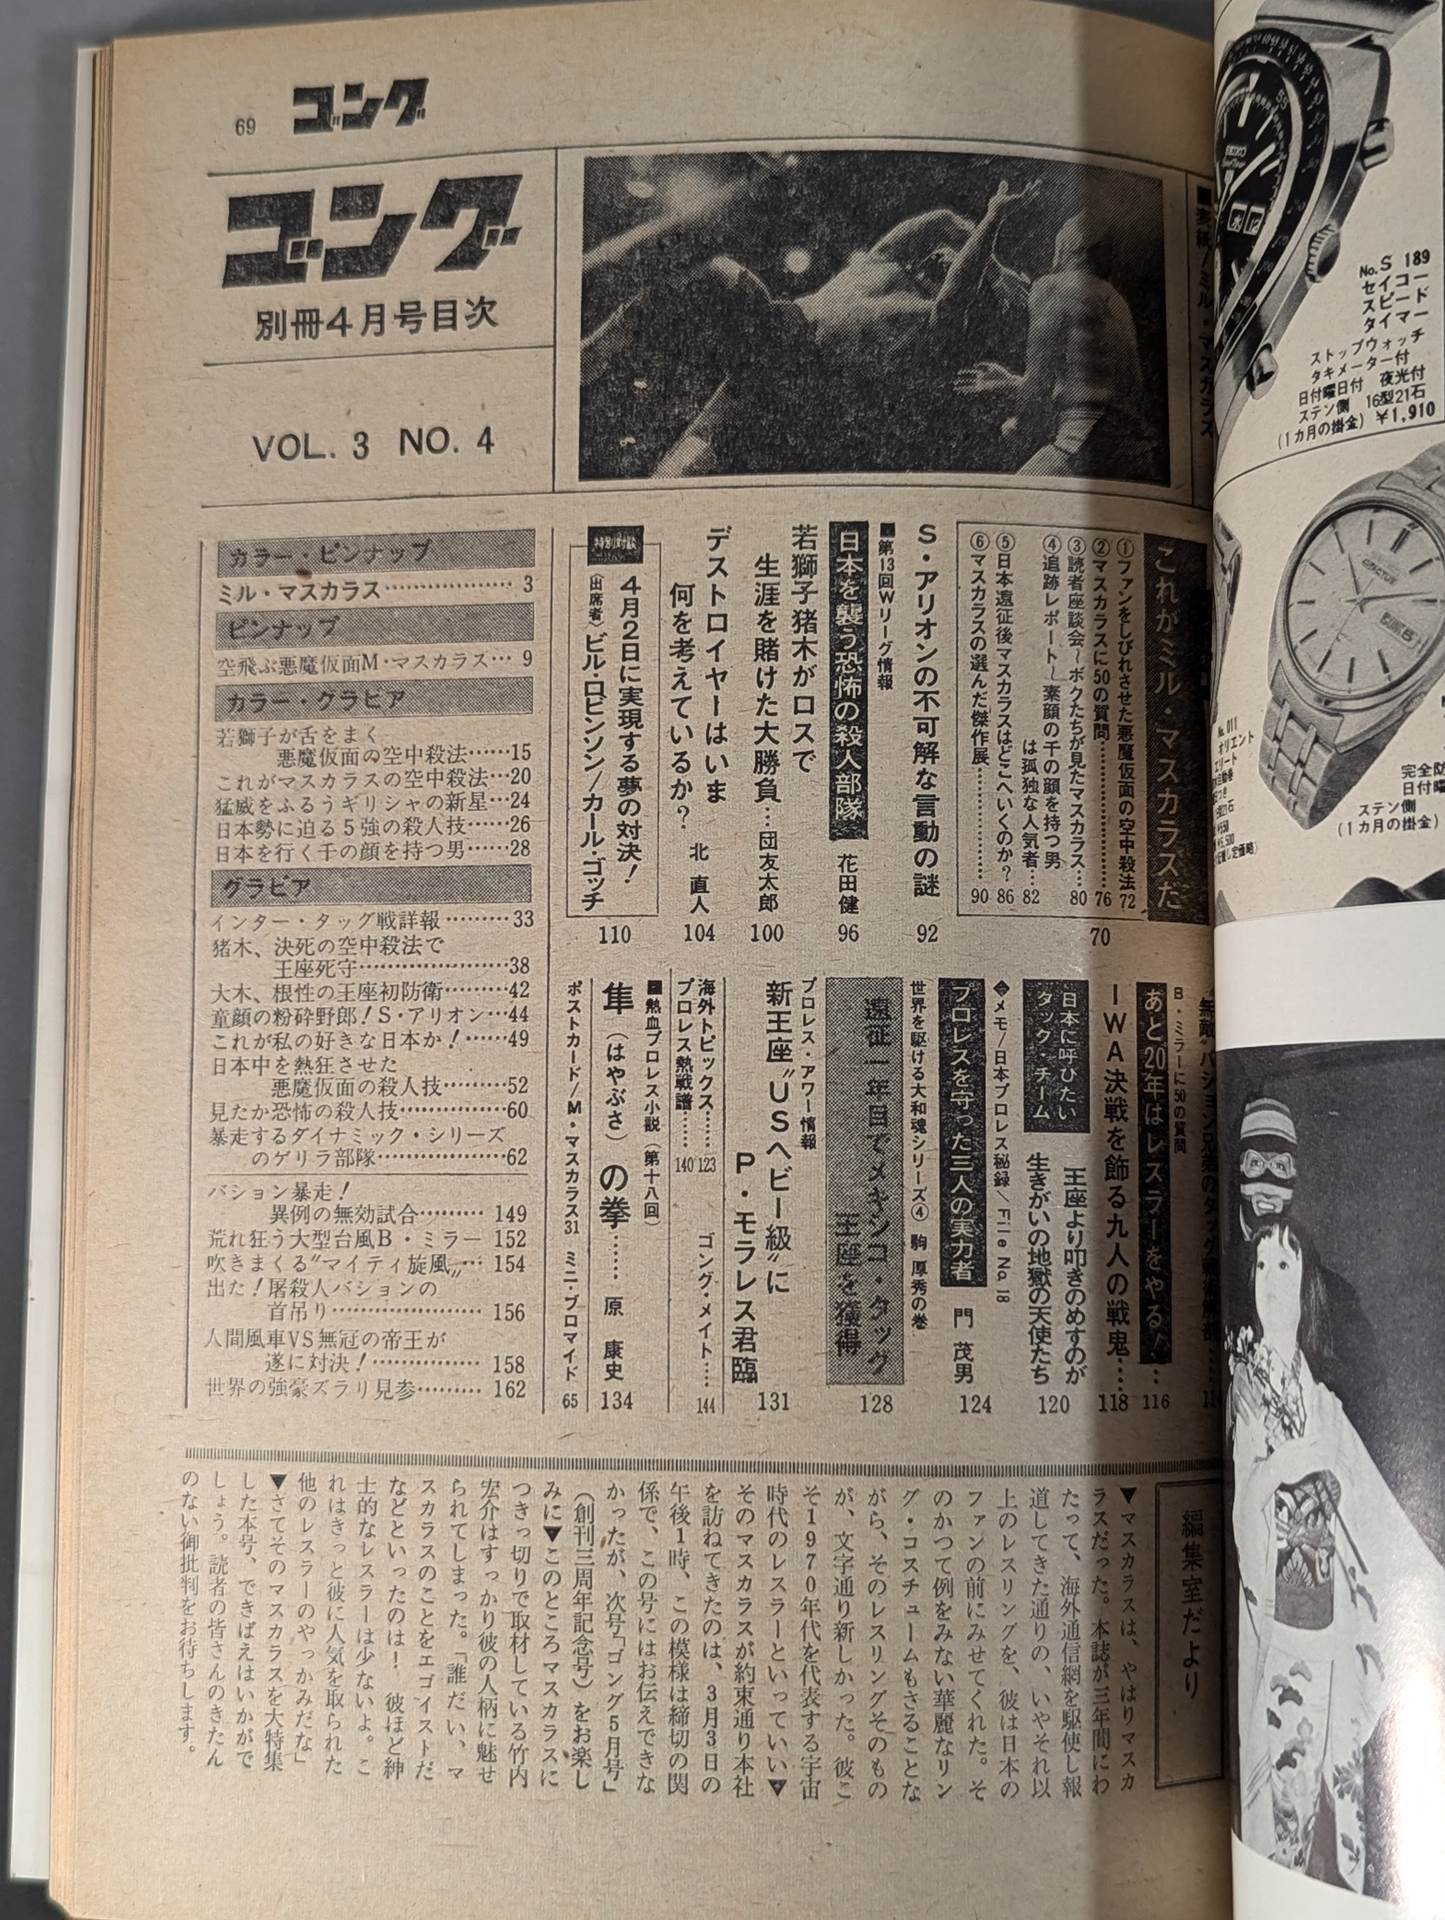 69 ゴング
ゴング
別冊4月号目次
VOL. 3 NO. 4
これがミル・マスカラスだ
①ファンをしびれさせた悪魔仮面の空中殺法…72
②マスカラスに50の質問…………76
③読者座談会〜ボクたちが見たマスカラス…80
④追跡レポート〜素顔の千の顔を持つ男
は孤独な人気者…82
⑤日本遠征後マスカラスはどこへいくのか?86
⑥マスカラスの選んだ傑作展…………90
70
S・アリオンの不可解な言動の謎
92
■第13回Wリーグ情報
日本を襲う恐怖の殺人部隊
花田健
96
若獅子猪木がロスで
生涯を賭けた大勝負…団友太郎
100
デストロイヤーはいま
何を考えているか?
北 直人
104
特別対談
4月2日に実現する夢の対決!
(出席者)ビル・ロビンソン/カール・ゴッチ
110
カラー・ピンナップ
ミル・マスカラス………………3
ピンナップ
空飛ぶ悪魔仮面M・マスカラス…9
カラー・グラビア
若獅子が舌をまく
悪魔仮面の空中殺法……15
これがマスカラスの空中殺法…20
猛威をふるうギリシャの新星…24
日本勢に迫る5強の殺人技……26
日本を行く千の顔を持つ男……28
グラビア
インター・タッグ戦詳報………33
猪木、決死の空中殺法で
王座死守…………………38
大木、根性の王座初防衛………42
童顔の粉砕野郎!S・アリオン…44
これが私の好きな日本か!……49
日本中を熱狂させた
悪魔仮面の殺人技………52
見たか恐怖の殺人技……………60
暴走するダイナミック・シリーズ
のゲリラ部隊………………62
バション暴走!
異例の無効試合………149
荒れ狂う大型台風B・ミラー 152
吹きまくる“マイティ旋風”…154
出た!屠殺人バションの
首吊り…………………156
人間風車VS無冠の帝王が
遂に対決!……………158
世界の強豪ズラリ見参………162
B・ミラーに50の質問
あと20年はレスラーをやる!…
116
IWA決戦を飾る九人の戦鬼……
118
日本に呼びたい
タッグ・チーム
王座より叩きのめすのが
生きがいの地獄の天使たち
120
◆メモ/日本プロレス秘録/File No.18
プロレスを守った三人の実力者
門 茂男
124
世界を駆ける大和魂シリーズ④ 駒 厚秀の巻
遠征一年目でメキシコ・タッグ
王座を獲得
128
プロレス・アワー情報
新王座“USヘビー級”に
P・モラレス君臨
131
海外トピックス……123
プロレス熱戦譜……140
ゴング・メイト……144
■熱血プロレス小説(第十八回)
隼(はやぶさ)の拳……原 康史
134
ポストカード/M・マスカラス31 ミニ・ブロマイド 65
編集室だより
▼マスカラスは、やはりマスカ
ラスだった。本誌が三年間にわ
たって、海外通信網を駆使し報
道してきた通りの、いやそれ以
上のレスリングを、彼は日本の
ファンの前にみせてくれた。そ
のかつて例をみない華麗なリン
グ・コスチュームもさることな
がら、そのレスリングそのもの
が、文字通り新しかった。彼こ
そ1970年代を代表する宇宙
時代のレスラーといっていい▼
そのマスカラスが約束通り本社
を訪ねてきたのは、3月3日の
午後1時、この模様は締切の関
係で、この号にはお伝えできな
かったが、次号「ゴング5月号」
(創刊三周年記念号)をお楽し
みに▼このところマスカラスに
つきっ切りで取材している竹内
宏介はすっかり彼の人柄に魅せ
られてしまった。「誰だい、マ
スカラスのことをエゴイストだ
などといったのは! 彼ほど紳
士的なレスラーは少ないよ。こ
れはきっと彼に人気を取られた
他のレスラーのやっかみだな」
▼さてそのマスカラスを大特集
した本号、できばえはいかがで
しょう。読者の皆さんのきたん
のない御批判をお待ちします。
No.S 189
セイコー
スピード
タイマー
ストップウォッチ
タキメーター付
日付曜日付 夜光付
ステン側 16型21石
(1カ月の掛金)¥1,910
No. 011
オリエント
完全防
日付曜
ステン側
(1カ月の掛金)